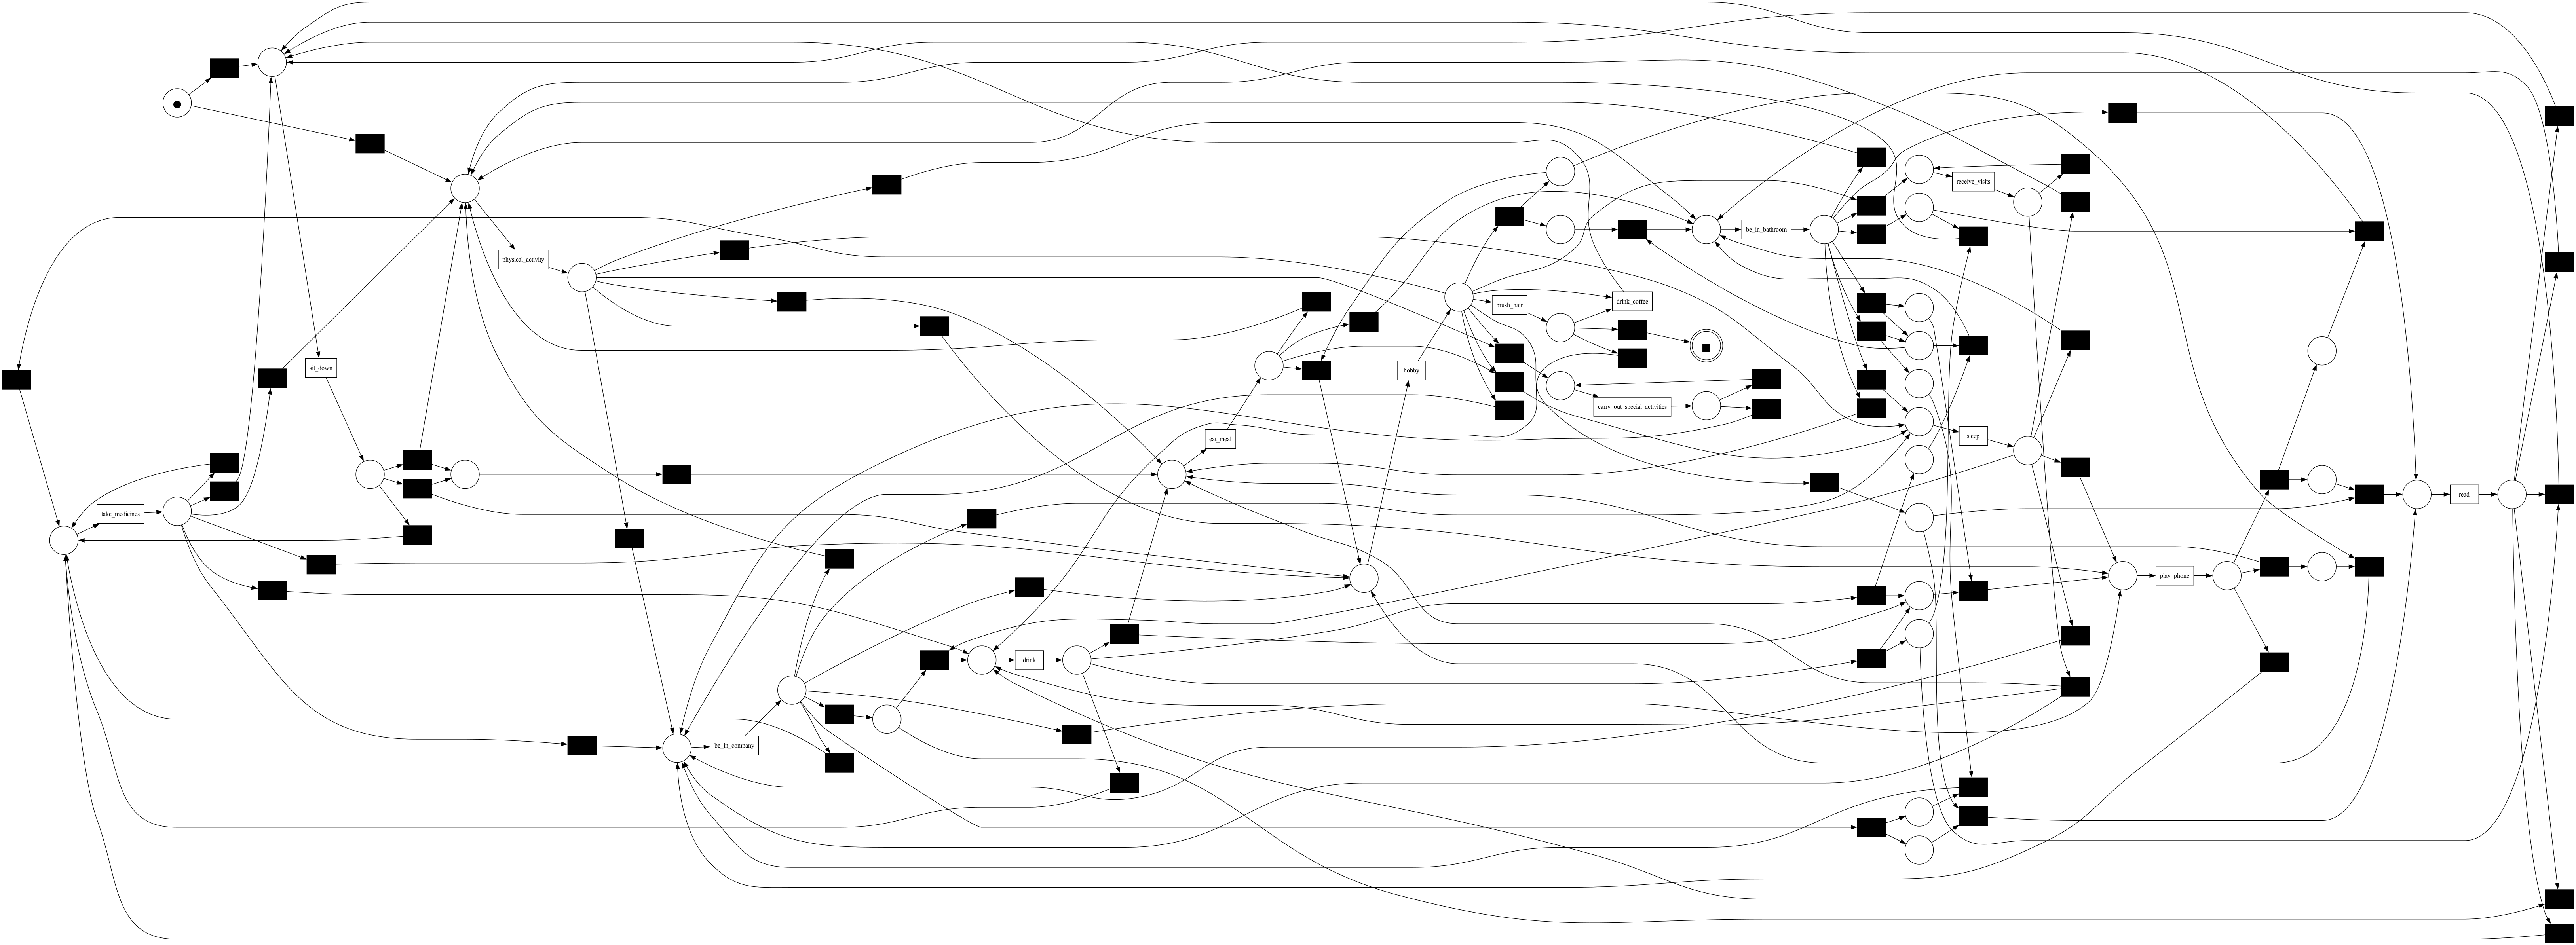 receive_visits
be_in_bathroom
physical_activity
brush_hair
drink_coffee
sit_down
hobby
carry_out_special_activities
eat_meal
sleep
read
take_medicines
play_phone
drink
be_in_company